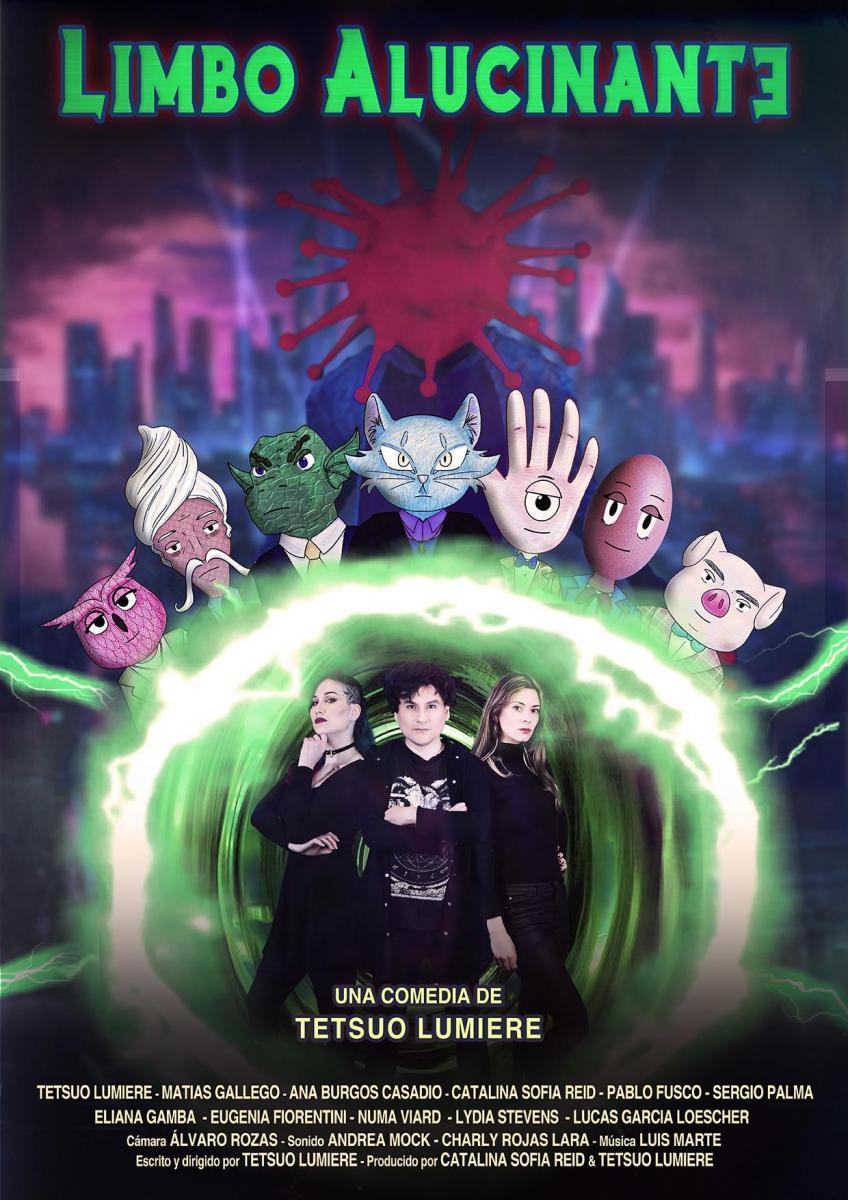 LIMBO ALUCINANTE
UNA COMEDIA DE
TETSUO LUMIERE
TETSUO LUMIERE - MATIAS GALLEGO - ANA BURGOS CASADIO - CATALINA SOFIA REID - PABLO FUSCO - SERGIO PALMA
ELIANA GAMBA - EUGENIA FIORENTINI - NUMA VIARD - LYDIA STEVENS - LUCAS GARCIA LOESCHER
Cámara ÁLVARO ROZAS - Sonido ANDREA MOCK - CHARLY ROJAS LARA - Música LUIS MARTE
Escrito y dirigido por TETSUO LUMIERE - Producido por CATALINA SOFIA REID & TETSUO LUMIERE